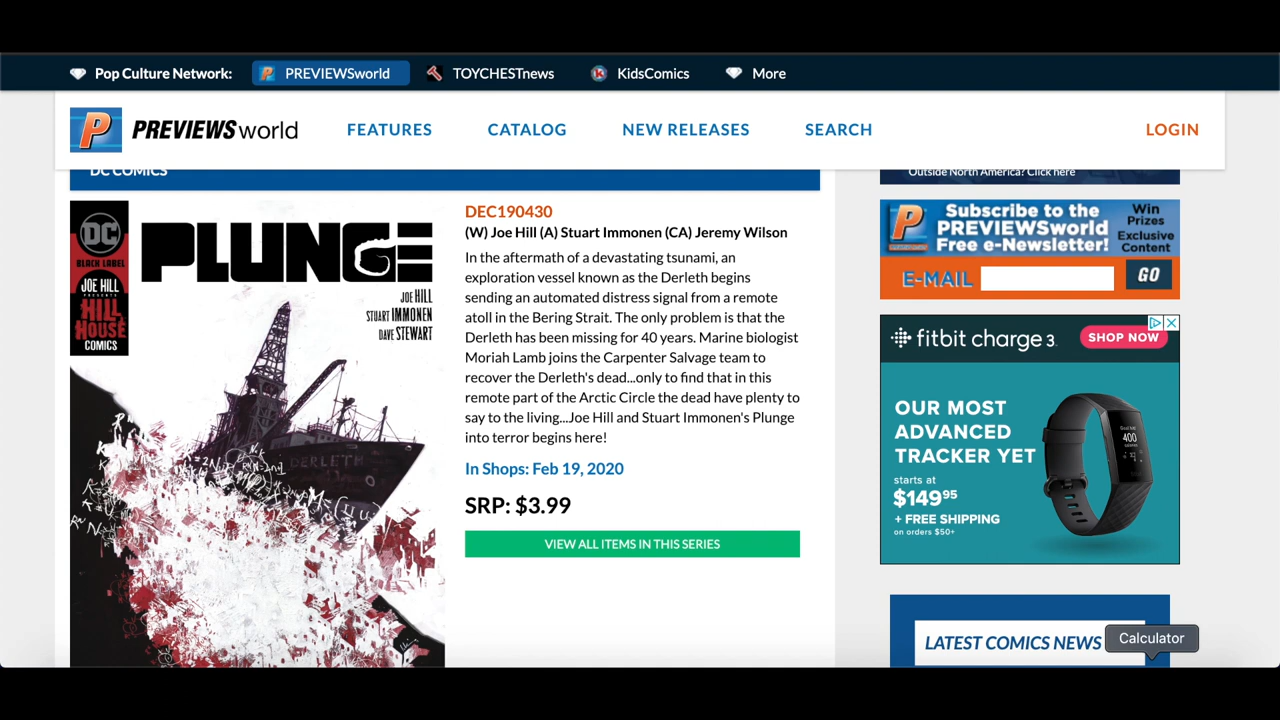 Pop Culture Network:
PREVIEWSworld
TOYCHESTnews
KidsComics
More
PREVIEWSworld
FEATURES
CATALOG
NEW RELEASES
SEARCH
LOGIN
DC COMICS
DC
BLACK LABEL
JOE HILL
PRESENTS
HILL
HOUSE
COMICS
PLUNGE
JOE HILL
STUART IMMONEN
DAVE STEWART
DERLETH
DEC190430
(W) Joe Hill (A) Stuart Immonen (CA) Jeremy Wilson
In the aftermath of a devastating tsunami, an
exploration vessel known as the Derleth begins
sending an automated distress signal from a remote
atoll in the Bering Strait. The only problem is that the
Derleth has been missing for 40 years. Marine biologist
Moriah Lamb joins the Carpenter Salvage team to
recover the Derleth's dead...only to find that in this
remote part of the Arctic Circle the dead have plenty to
say to the living...Joe Hill and Stuart Immonen's Plunge
into terror begins here!
In Shops: Feb 19, 2020
SRP: $3.99
VIEW ALL ITEMS IN THIS SERIES
Outside North America? Click here
Subscribe to the
PREVIEWSworld
Free e-Newsletter!
Win
Prizes
Exclusive
Content
E-MAIL
GO
fitbit charge 3
SHOP NOW
OUR MOST
ADVANCED
TRACKER YET
starts at
$149.95
+ FREE SHIPPING
on orders $50+
400
LATEST COMICS NEWS
Calculator